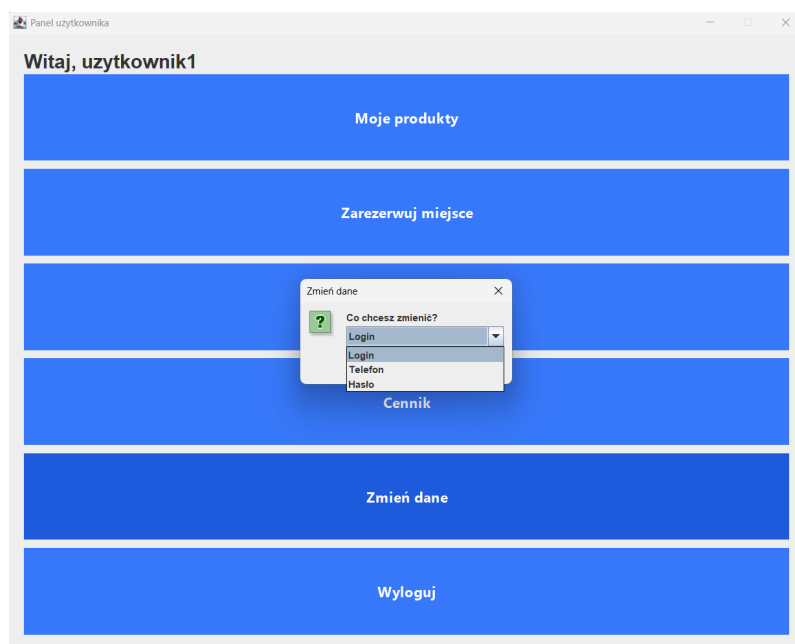 Panel użytkownika
Witaj, uzytkownik1
Moje produkty
Zarezerwuj miejsce
Zmień dane
Co chcesz zmienić?
Login
Login
Telefon
Hasło
Cennik
Zmień dane
Wyloguj